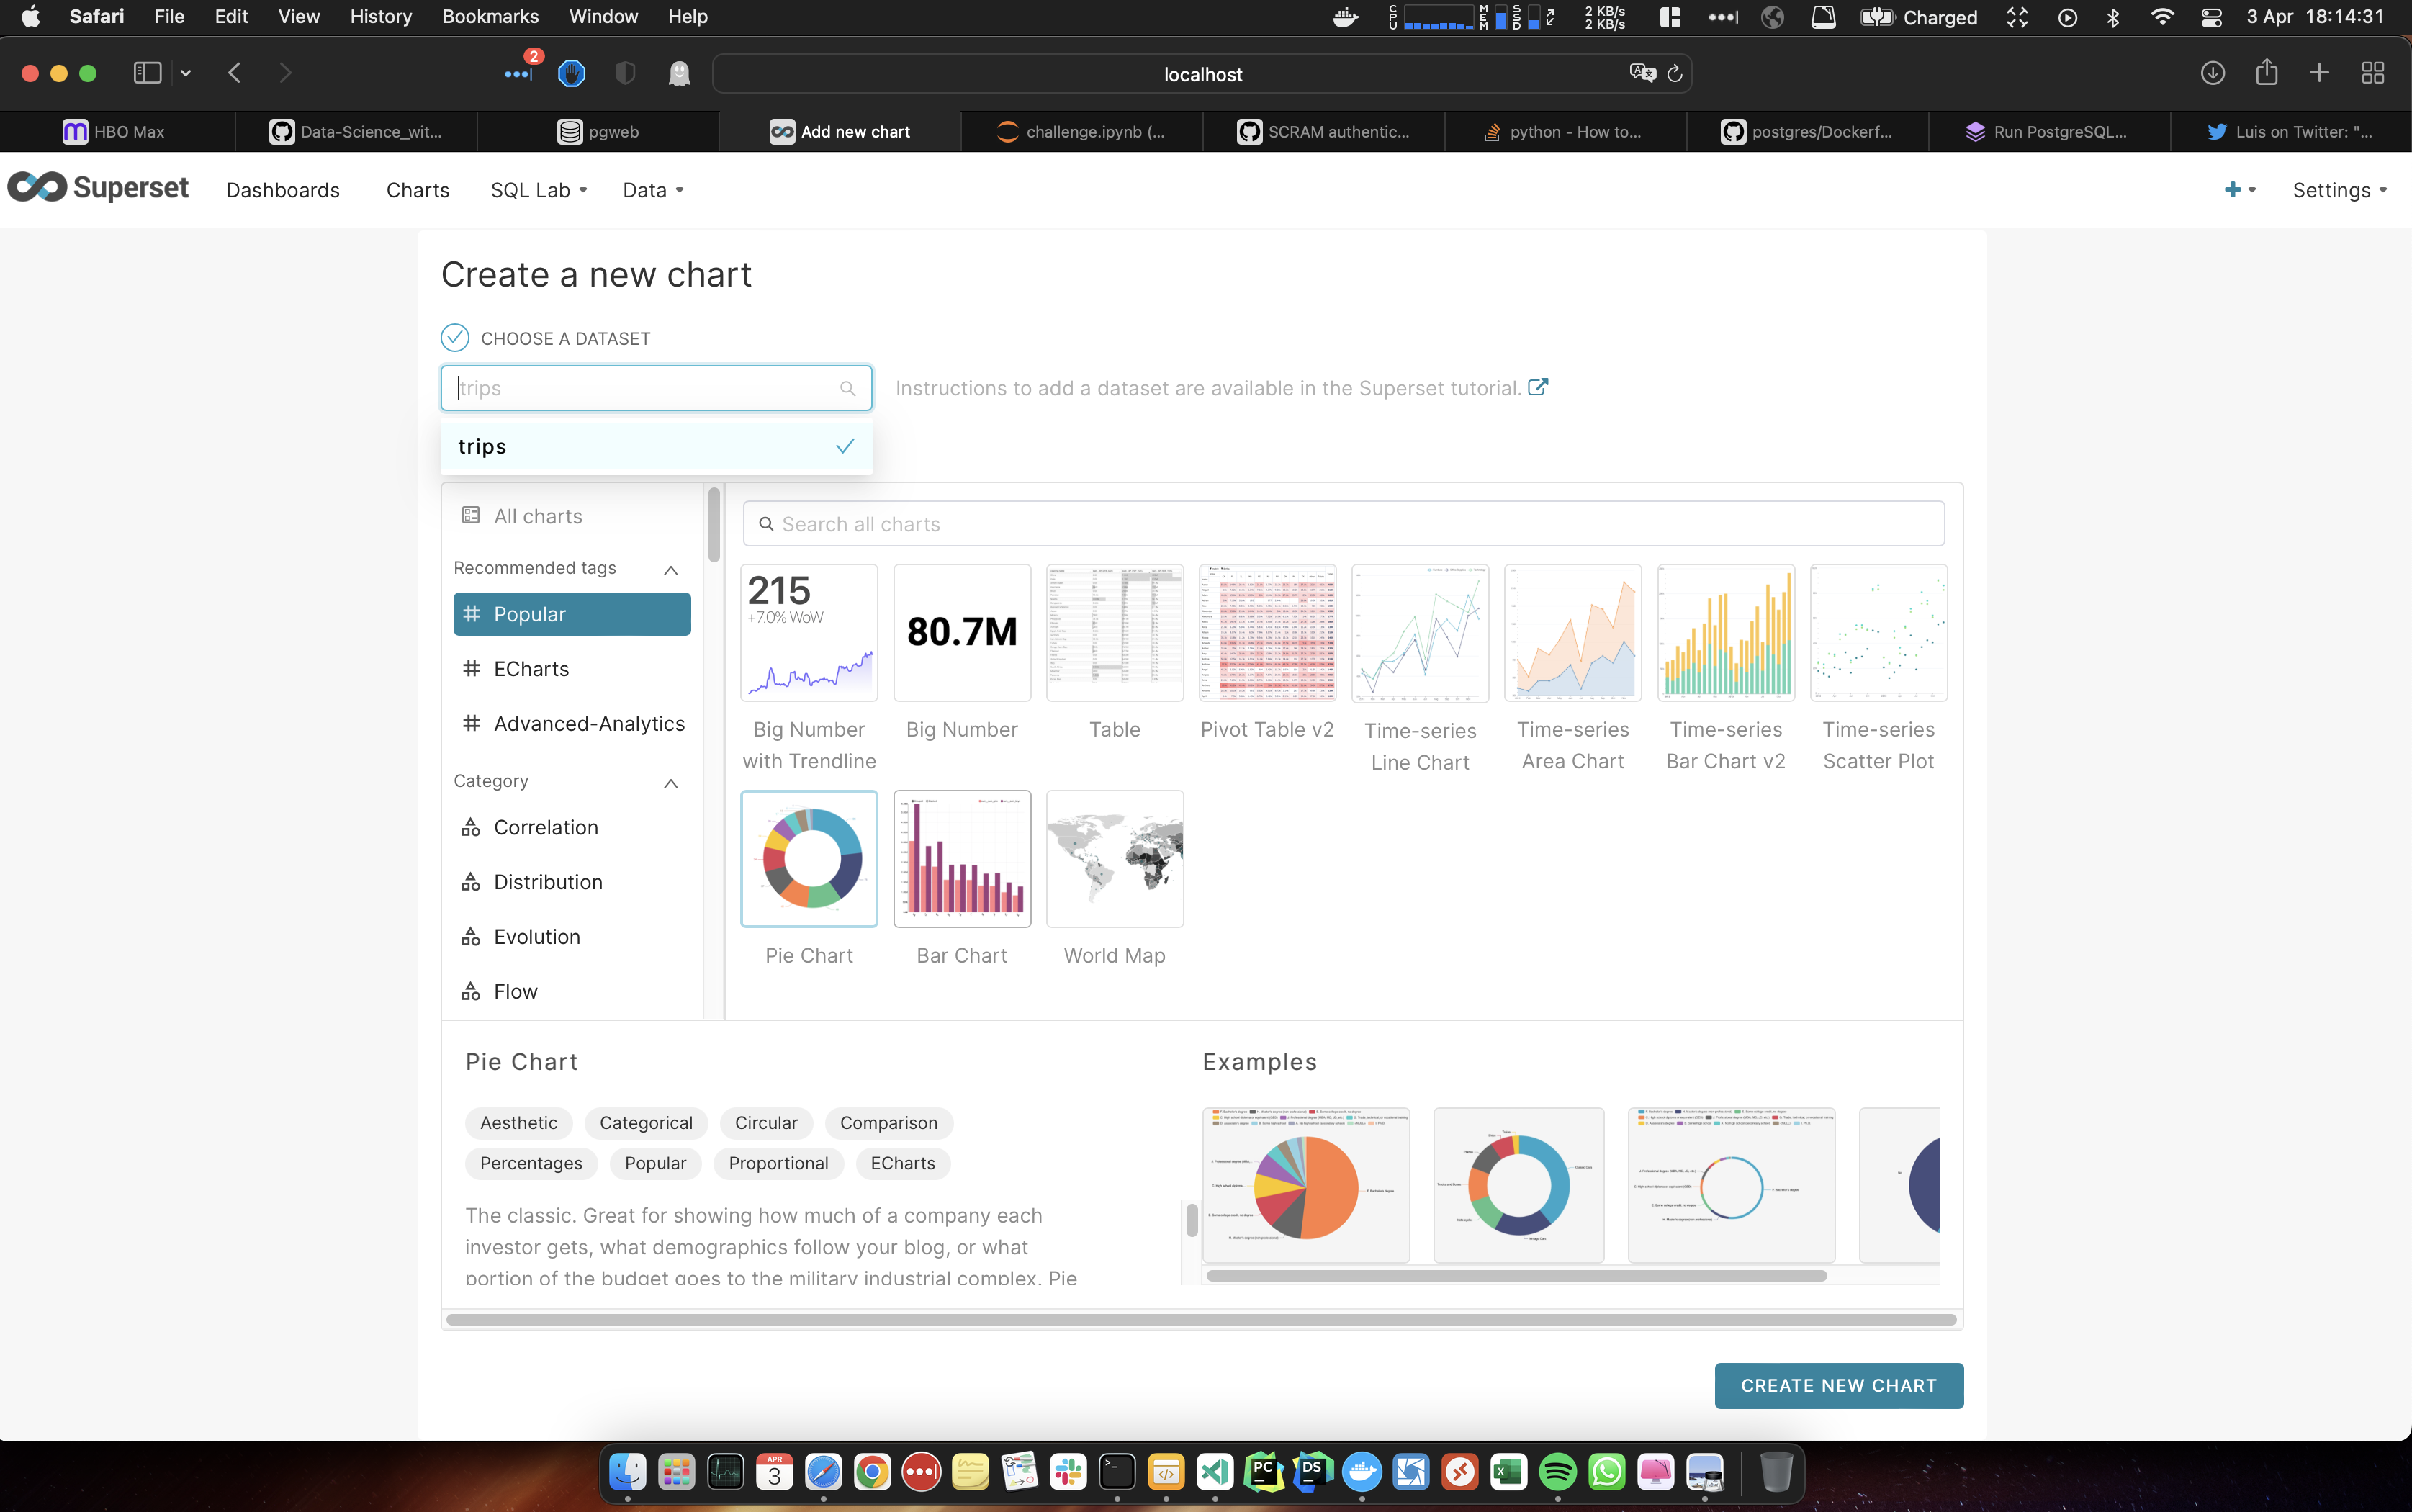 Safari File Edit View History Bookmarks Window Help
CPU MEM SSD 2 KB/s 2 KB/s Charged 3 Apr 18:14:31
2
localhost
HBO Max
Data-Science_wit...
pgweb
Add new chart
challenge.ipynb (...
SCRAM authentic...
python - How to...
postgres/Dockerf...
Run PostgreSQL...
Luis on Twitter: "...
Superset Dashboards Charts SQL Lab Data Settings
Create a new chart
CHOOSE A DATASET
trips
Instructions to add a dataset are available in the Superset tutorial.
trips
All charts
Search all charts
Recommended tags
Popular
ECharts
Advanced-Analytics
Category
Correlation
Distribution
Evolution
Flow
215
+7.0% WoW
80.7M
Big Number with Trendline
Big Number
Table
Pivot Table v2
Time-series Line Chart
Time-series Area Chart
Time-series Bar Chart v2
Time-series Scatter Plot
Pie Chart
Bar Chart
World Map
Pie Chart
Aesthetic Categorical Circular Comparison
Percentages Popular Proportional ECharts
The classic. Great for showing how much of a company each
investor gets, what demographics follow your blog, or what
portion of the budget goes to the military industrial complex. Pie
Examples
CREATE NEW CHART
APR
3
PC
DS